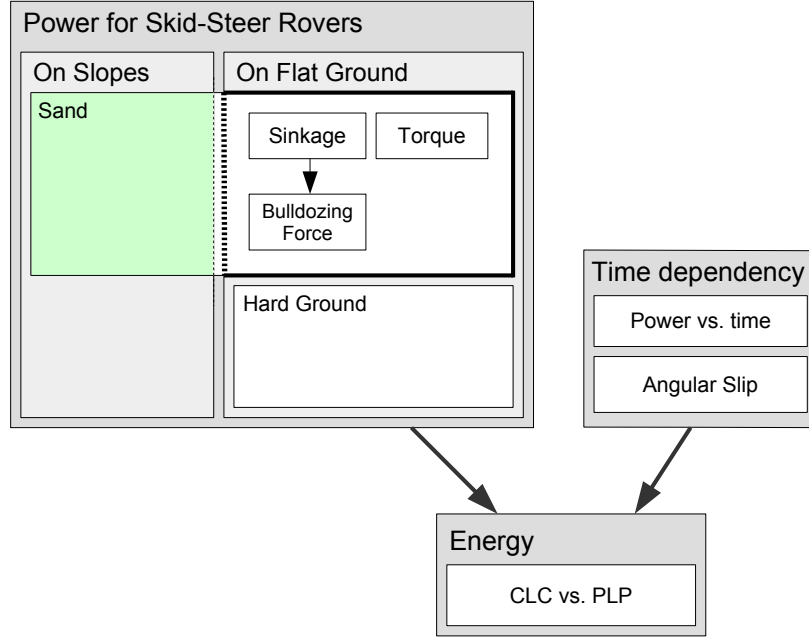 Power for Skid-Steer Rovers
On Slopes
On Flat Ground
Sand
Sinkage
Torque
Bulldozing
Force
Hard Ground
Time dependency
Power vs. time
Angular Slip
Energy
CLC vs. PLP